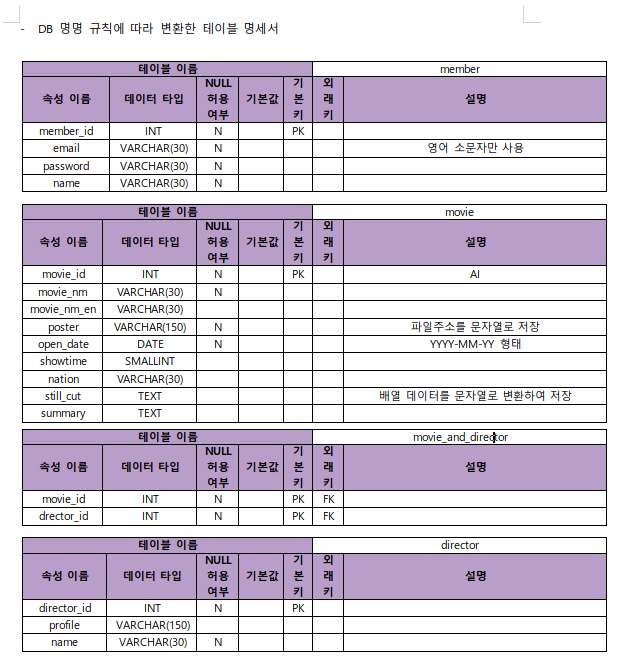 - DB 명명 규칙에 따라 변환한 테이블 명세서
테이블 이름 member
속성 이름 데이터 타입 NULL 허용 여부 기본값 기본키 외래키 설명
member_id INT N PK
email VARCHAR(30) N 영어 소문자만 사용
password VARCHAR(30) N
name VARCHAR(30) N
테이블 이름 movie
속성 이름 데이터 타입 NULL 허용 여부 기본값 기본키 외래키 설명
movie_id INT N PK AI
movie_nm VARCHAR(30) N
movie_nm_en VARCHAR(30)
poster VARCHAR(150) N 파일주소를 문자열로 저장
open_date DATE N YYYY-MM-YY 형태
showtime SMALLINT
nation VARCHAR(30)
still_cut TEXT 배열 데이터를 문자열로 변환하여 저장
summary TEXT
테이블 이름 movie_and_director
속성 이름 데이터 타입 NULL 허용 여부 기본값 기본키 외래키 설명
movie_id INT N PK FK
drector_id INT N PK FK
테이블 이름 director
속성 이름 데이터 타입 NULL 허용 여부 기본값 기본키 외래키 설명
director_id INT N PK
profile VARCHAR(150)
name VARCHAR(30) N